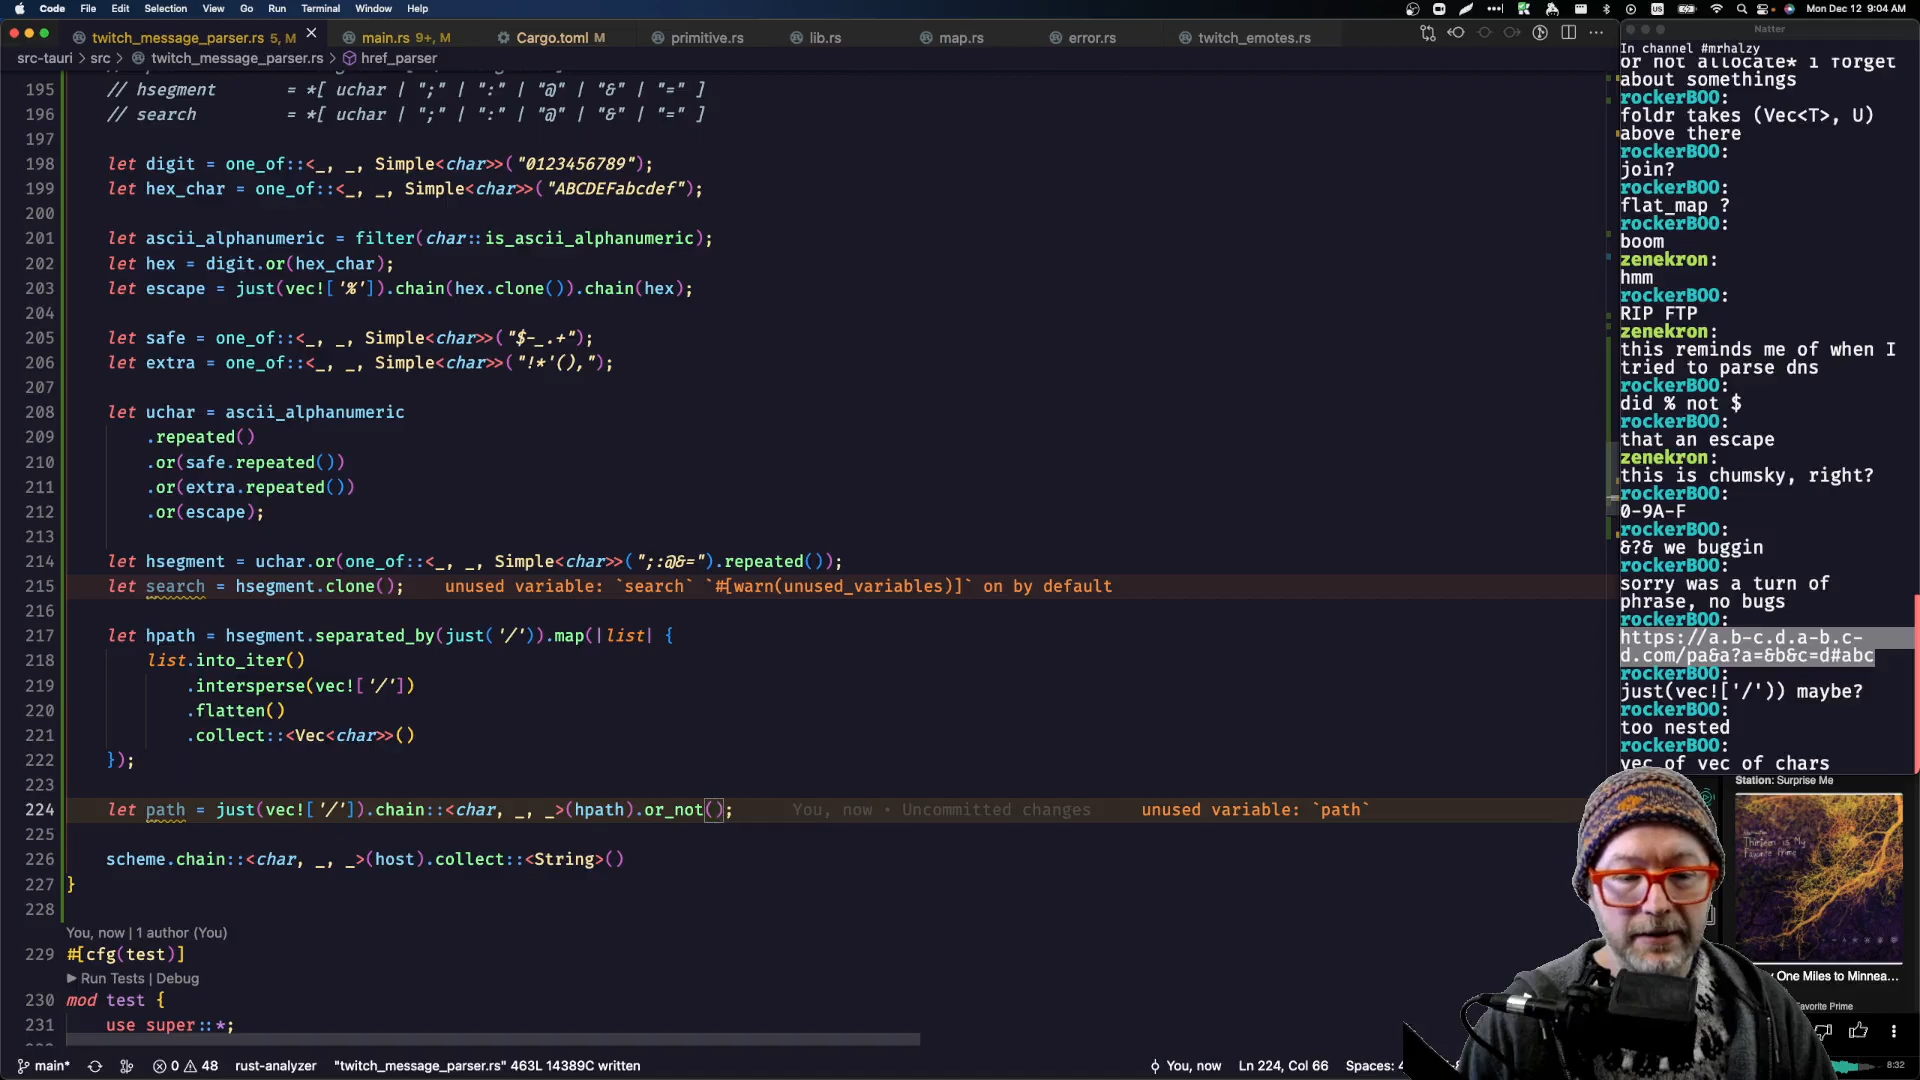 Code File Edit Selection View Go Run Terminal Window Help
Mon Dec 12 9:04 AM
twitch_message_parser.rs 5, M
main.rs 9+, M
Cargo.toml M
primitive.rs
lib.rs
map.rs
error.rs
twitch_emotes.rs
src-tauri > src > twitch_message_parser.rs > href_parser
195 // hsegment = *[ uchar | ";" | ":" | "@" | "&" | "=" ]
196 // search = *[ uchar | ";" | ":" | "@" | "&" | "=" ]
197
198 let digit = one_of::<_, _, Simple<char>>("0123456789");
199 let hex_char = one_of::<_, _, Simple<char>>("ABCDEFabcdef");
200
201 let ascii_alphanumeric = filter(char::is_ascii_alphanumeric);
202 let hex = digit.or(hex_char);
203 let escape = just(vec!['%']).chain(hex.clone()).chain(hex);
204
205 let safe = one_of::<_, _, Simple<char>>("$-_.+");
206 let extra = one_of::<_, _, Simple<char>>("!*'(),");
207
208 let uchar = ascii_alphanumeric
209 .repeated()
210 .or(safe.repeated())
211 .or(extra.repeated())
212 .or(escape);
213
214 let hsegment = uchar.or(one_of::<_, _, Simple<char>>(";:@&=").repeated());
215 let search = hsegment.clone(); unused variable: `search` `#[warn(unused_variables)]` on by default
216
217 let hpath = hsegment.separated_by(just('/')).map(|list| {
218 list.into_iter()
219 .intersperse(vec!['/'])
220 .flatten()
221 .collect::<Vec<char>>()
222 });
223
224 let path = just(vec!['/']).chain::<char, _, _>(hpath).or_not(); You, now • Uncommitted changes unused variable: `path`
225
226 scheme.chain::<char, _, _>(host).collect::<String>()
227 }
228
You, now | 1 author (You)
229 #[cfg(test)]
Run Tests | Debug
230 mod test {
231 use super::*;
main* 0 48 rust-analyzer "twitch_message_parser.rs" 463L 14389C written You, now Ln 224, Col 66 Spaces:
Natter
In channel #mrhalzy
or not allocate* i forget
about somethings
rockerBOO:
foldr takes (Vec<T>, U)
above there
rockerBOO:
join?
rockerBOO:
flat_map ?
rockerBOO:
boom
zenekron:
hmm
rockerBOO:
RIP FTP
zenekron:
this reminds me of when I
tried to parse dns
rockerBOO:
did % not $
rockerBOO:
that an escape
zenekron:
this is chumsky, right?
rockerBOO:
0-9A-F
rockerBOO:
&?& we buggin
rockerBOO:
sorry was a turn of
phrase, no bugs
rockerBOO:
https://a.b-c.d.a-b.c-
d.com/pa&a?a=&b&c=d#abc
rockerBOO:
just(vec!['/']) maybe?
rockerBOO:
too nested
rockerBOO:
vec of vec of chars
Station: Surprise Me
Thirteen is My
Favorite Prime
One Miles to Minnea...
Favorite Prime
8:32